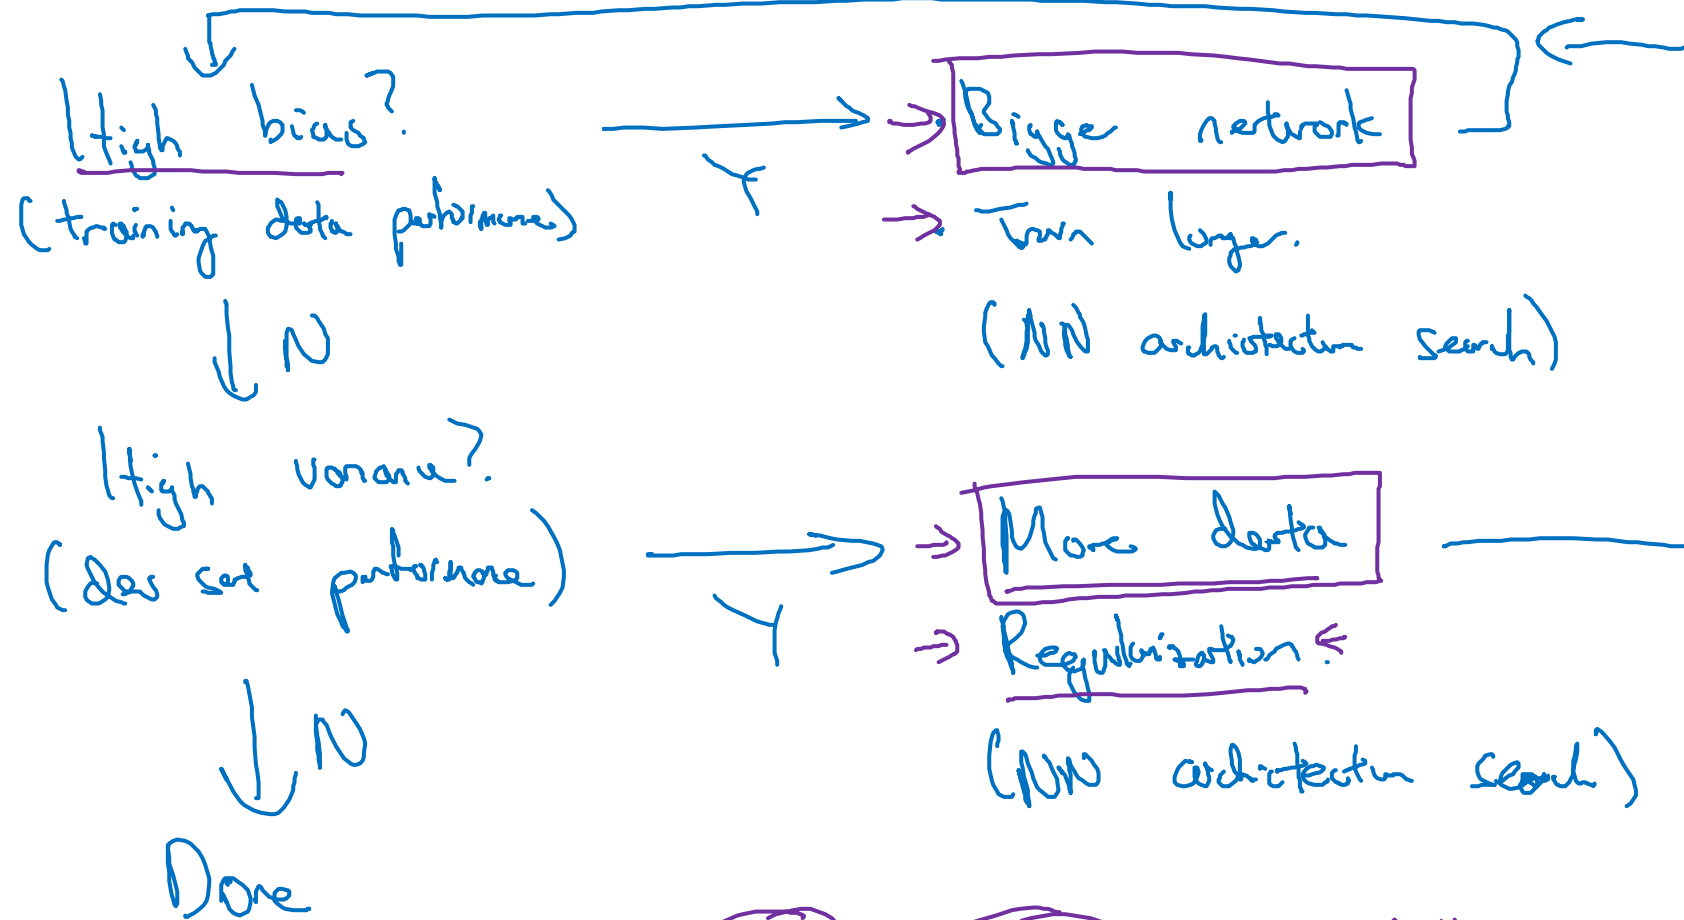 High bias? Y Bigger network
(training data performance) Train longer.
N (NN architecture search)
High variance? Y More data
(dev set performance) Regularization.
N (NN architecture search)
Done